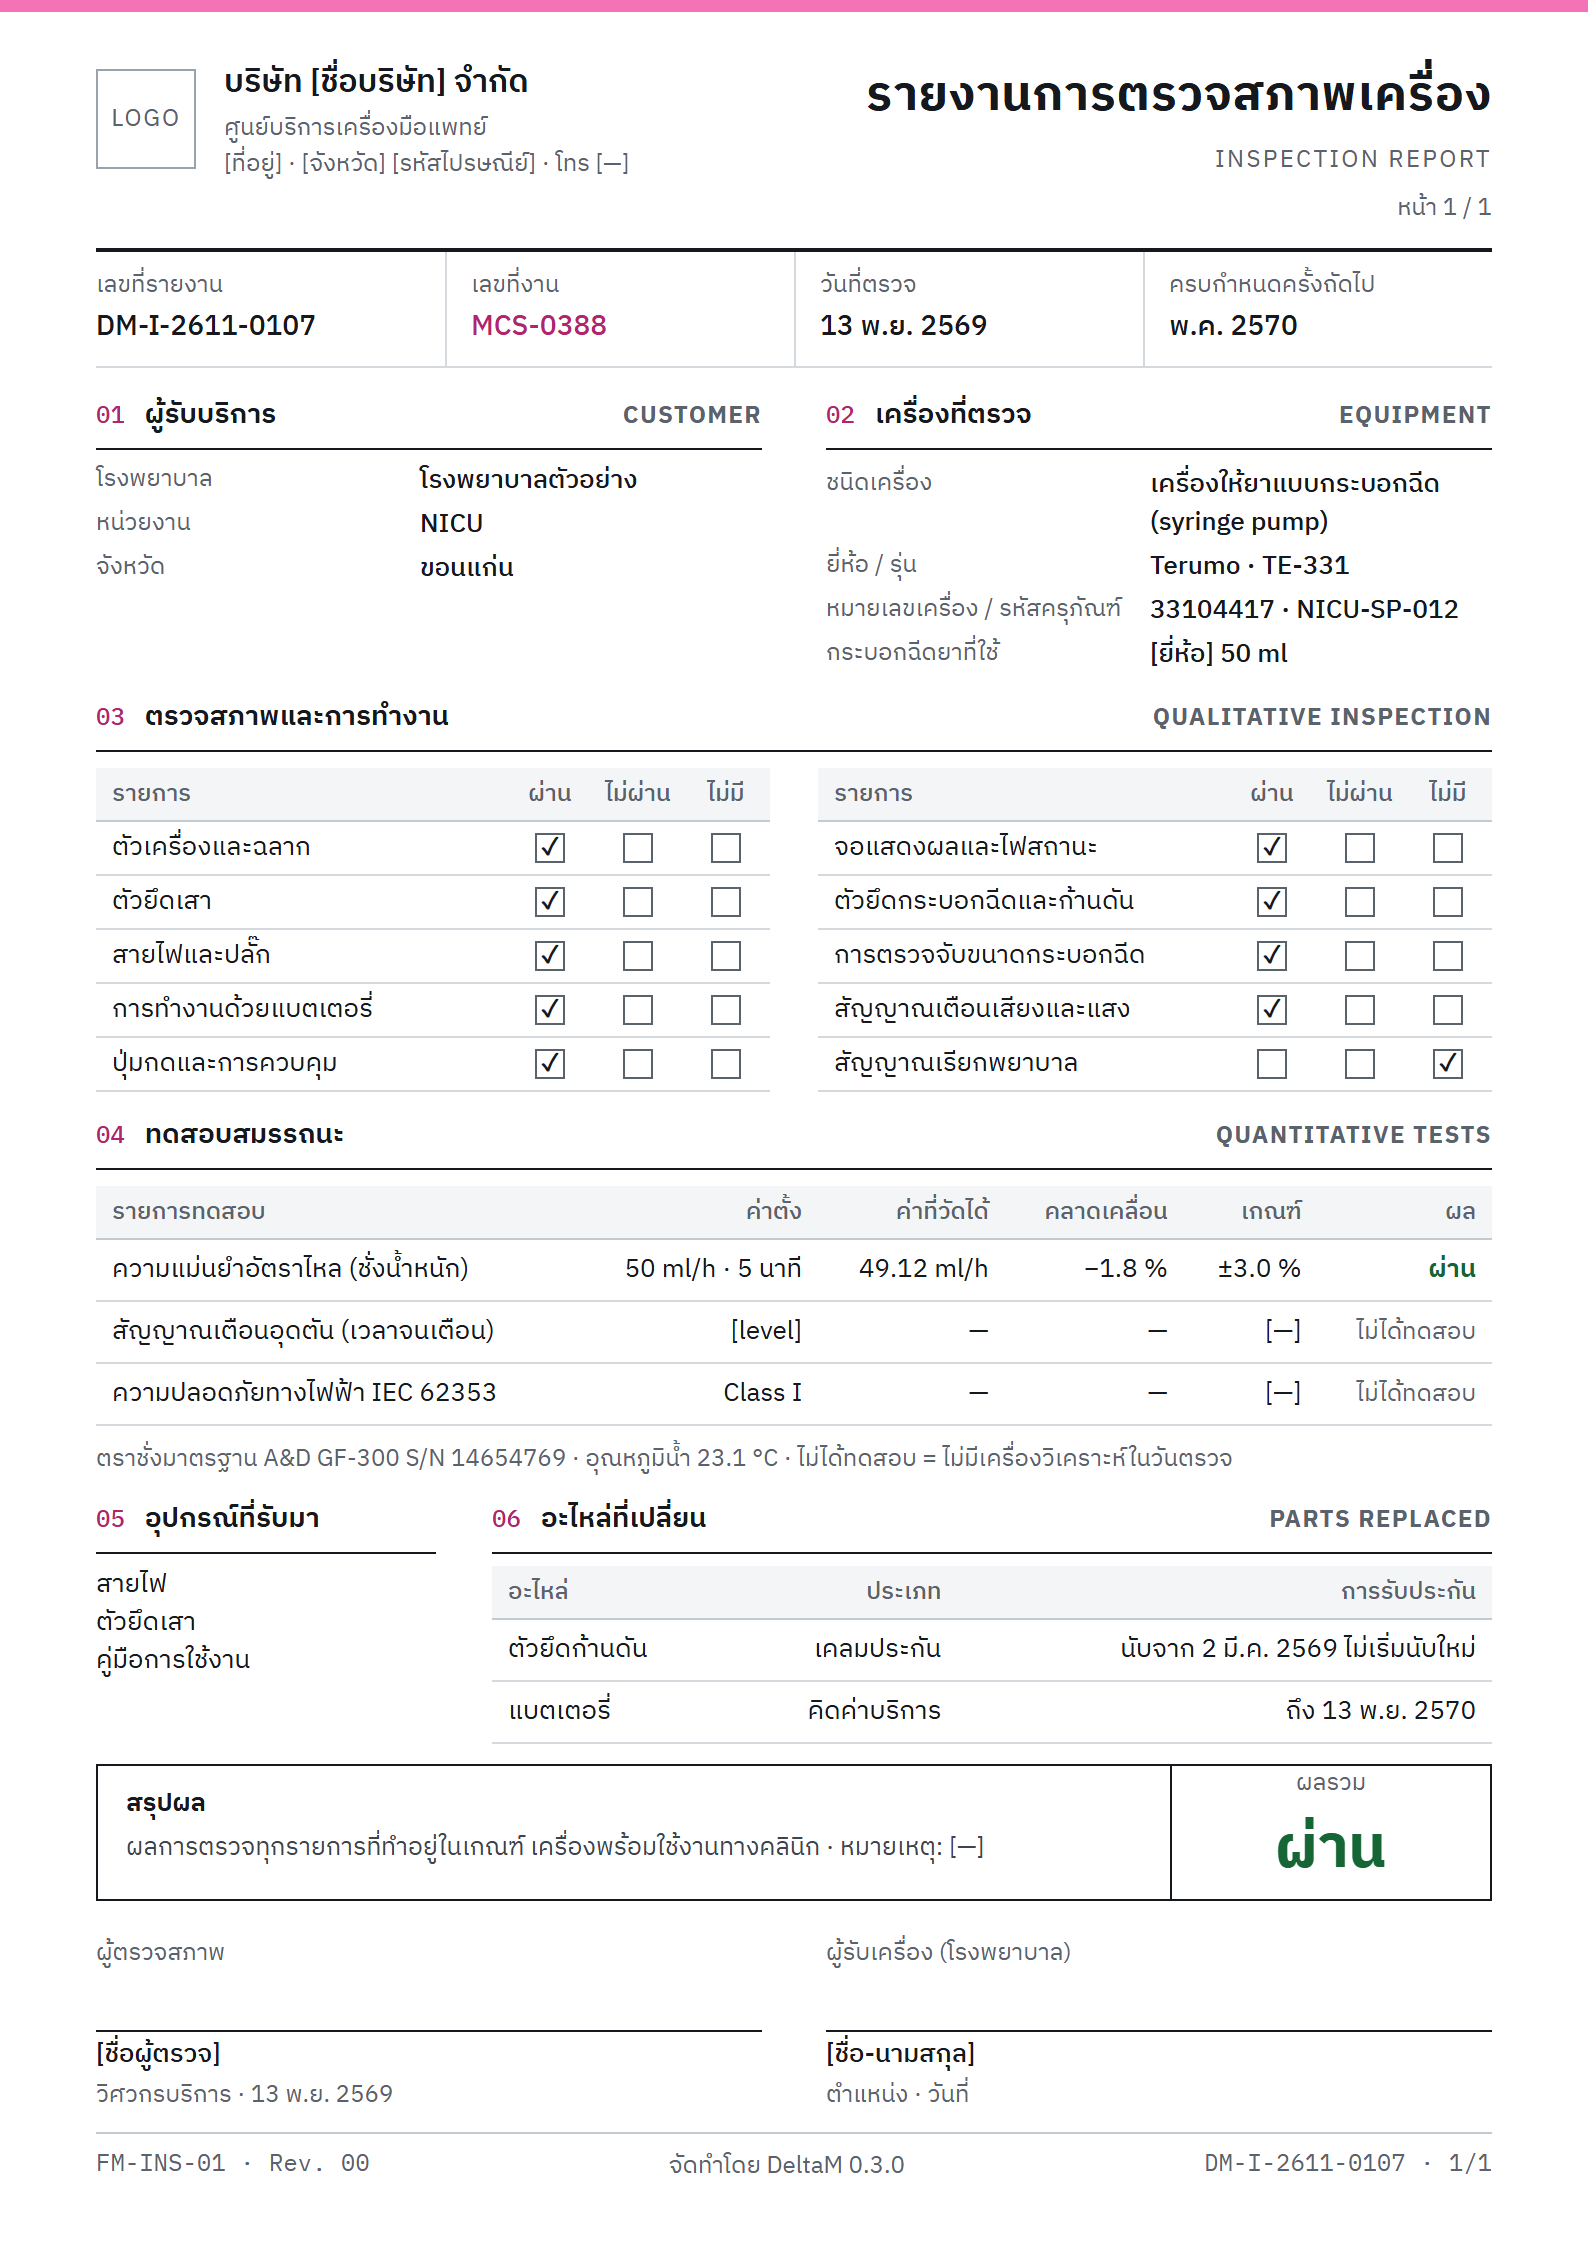 LOGO
บริษัท [ชื่อบริษัท] จำกัด
ศูนย์บริการเครื่องมือแพทย์
[ที่อยู่] · [จังหวัด] [รหัสไปรษณีย์] · โทร [—]
รายงานการตรวจสภาพเครื่อง
INSPECTION REPORT
หน้า 1 / 1
เลขที่รายงาน
DM-I-2611-0107
เลขที่งาน
MCS-0388
วันที่ตรวจ
13 พ.ย. 2569
ครบกำหนดครั้งถัดไป
พ.ค. 2570
01 ผู้รับบริการ CUSTOMER
โรงพยาบาล โรงพยาบาลตัวอย่าง
หน่วยงาน NICU
จังหวัด ขอนแก่น
02 เครื่องที่ตรวจ EQUIPMENT
ชนิดเครื่อง เครื่องให้ยาแบบกระบอกฉีด
(syringe pump)
ยี่ห้อ / รุ่น Terumo · TE-331
หมายเลขเครื่อง / รหัสครุภัณฑ์ 33104417 · NICU-SP-012
กระบอกฉีดยาที่ใช้ [ยี่ห้อ] 50 ml
03 ตรวจสภาพและการทำงาน QUALITATIVE INSPECTION
รายการ ผ่าน ไม่ผ่าน ไม่มี
ตัวเครื่องและฉลาก ✓
ตัวยึดเสา ✓
สายไฟและปลั๊ก ✓
การทำงานด้วยแบตเตอรี่ ✓
ปุ่มกดและการควบคุม ✓
รายการ ผ่าน ไม่ผ่าน ไม่มี
จอแสดงผลและไฟสถานะ ✓
ตัวยึดกระบอกฉีดและก้านดัน ✓
การตรวจจับขนาดกระบอกฉีด ✓
สัญญาณเตือนเสียงและแสง ✓
สัญญาณเรียกพยาบาล ✓
04 ทดสอบสมรรถนะ QUANTITATIVE TESTS
รายการทดสอบ ค่าตั้ง ค่าที่วัดได้ คลาดเคลื่อน เกณฑ์ ผล
ความแม่นยำอัตราไหล (ชั่งน้ำหนัก) 50 ml/h · 5 นาที 49.12 ml/h −1.8 % ±3.0 % ผ่าน
สัญญาณเตือนอุดตัน (เวลาจนเตือน) [level] — — [—] ไม่ได้ทดสอบ
ความปลอดภัยทางไฟฟ้า IEC 62353 Class I — — [—] ไม่ได้ทดสอบ
ตราชั่งมาตรฐาน A&D GF-300 S/N 14654769 · อุณหภูมิน้ำ 23.1 °C · ไม่ได้ทดสอบ = ไม่มีเครื่องวิเคราะห์ในวันตรวจ
05 อุปกรณ์ที่รับมา
สายไฟ
ตัวยึดเสา
คู่มือการใช้งาน
06 อะไหล่ที่เปลี่ยน PARTS REPLACED
อะไหล่ ประเภท การรับประกัน
ตัวยึดก้านดัน เคลมประกัน นับจาก 2 มี.ค. 2569 ไม่เริ่มนับใหม่
แบตเตอรี่ คิดค่าบริการ ถึง 13 พ.ย. 2570
สรุปผล
ผลการตรวจทุกรายการที่ทำอยู่ในเกณฑ์ เครื่องพร้อมใช้งานทางคลินิก · หมายเหตุ: [—]
ผลรวม
ผ่าน
ผู้ตรวจสภาพ
[ชื่อผู้ตรวจ]
วิศวกรบริการ · 13 พ.ย. 2569
ผู้รับเครื่อง (โรงพยาบาล)
[ชื่อ-นามสกุล]
ตำแหน่ง · วันที่
FM-INS-01 · Rev. 00 จัดทำโดย DeltaM 0.3.0 DM-I-2611-0107 · 1/1